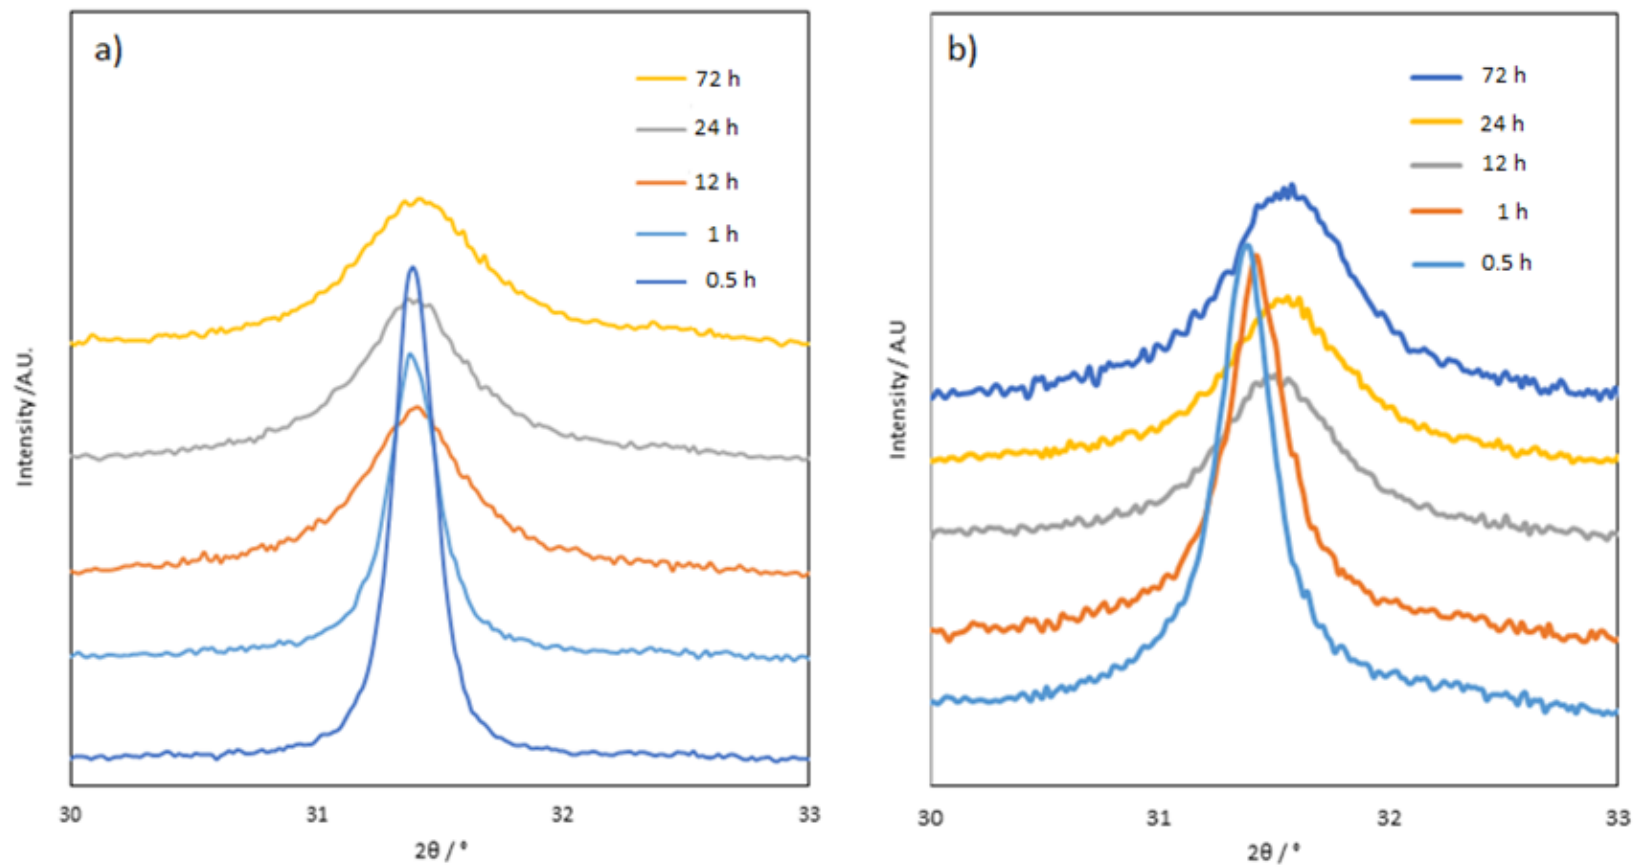 a)
72 h
24 h
12 h
1 h
0.5 h
Intensity /A.U.
30 31 32 33
2θ / °
b)
72 h
24 h
12 h
1 h
0.5 h
Intensity / A.U
30 31 32 33
2θ / °